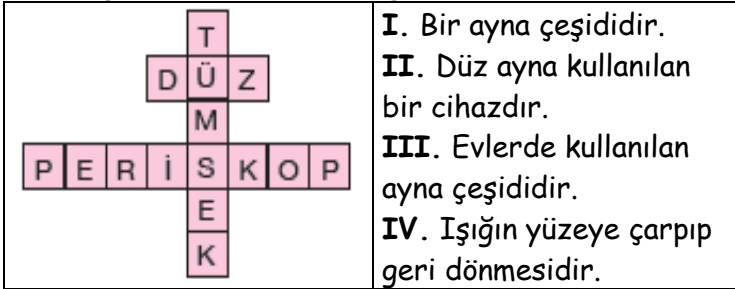 T
DÜZ
M
PERİSKOP
E
K
I. Bir ayna çeşididir.
II. Düz ayna kullanılan
bir cihazdır.
III. Evlerde kullanılan
ayna çeşididir.
IV. Işığın yüzeye çarpıp
geri dönmesidir.